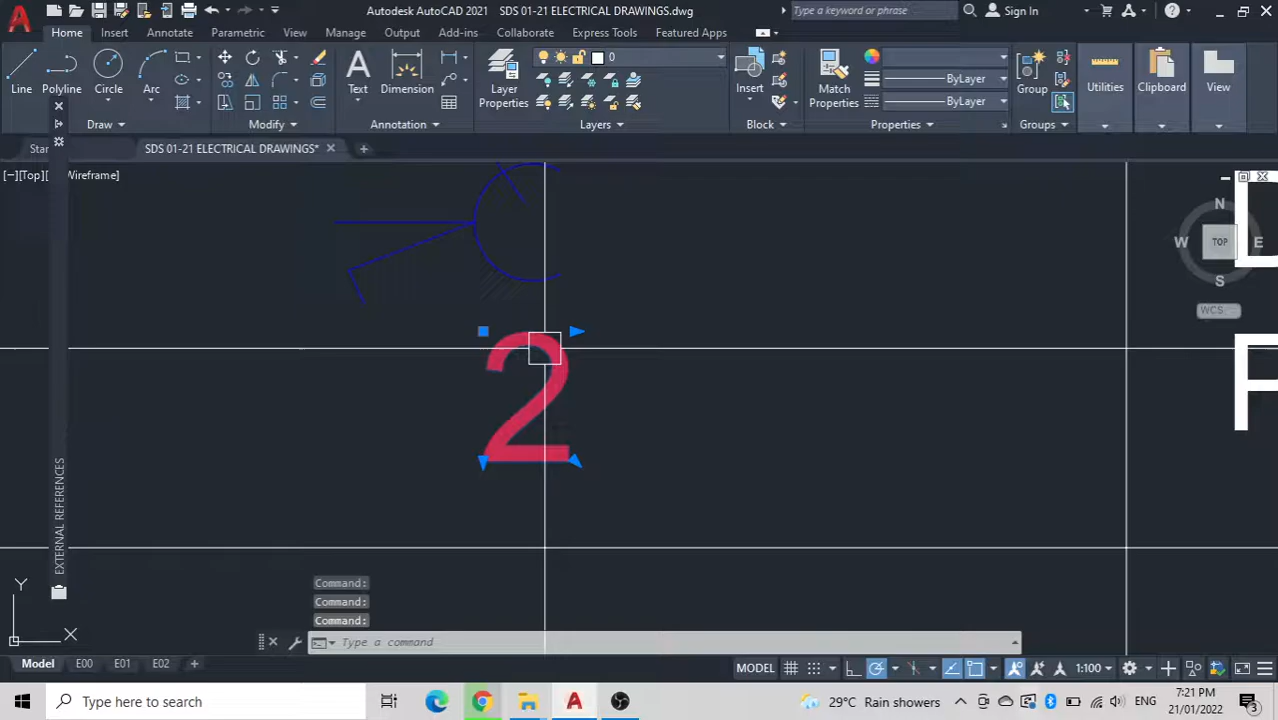 Autodesk AutoCAD 2021 SDS 01-21 ELECTRICAL DRAWINGS.dwg Type a keyword or phrase Sign In
Home Insert Annotate Parametric View Manage Output Add-ins Collaborate Express Tools Featured Apps
0
Line Polyline Circle Arc Text Dimension Layer Properties Insert Match Properties ByLayer ByLayer Group Utilities Clipboard View
Draw Modify Annotation Layers Block Properties Groups
SDS 01-21 ELECTRICAL DRAWINGS*
[−][Top][ Wireframe]
N
W TOP E
S
WCS
2
EXTERNAL REFERENCES
Y
X
Command:
Command:
Command:
Type a command
Model E00 E01 E02 MODEL 1:100
Type here to search 29°C Rain showers ENG 7:21 PM
21/01/2022
3